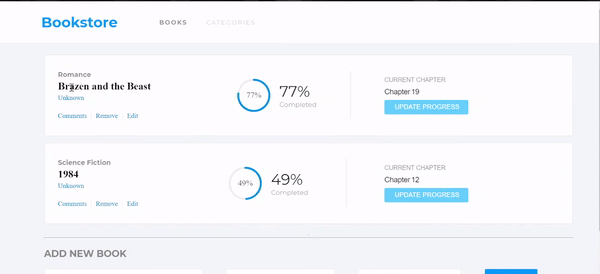 Bookstore
BOOKS
CATEGORIES
Romance
Brazen and the Beast
Unknown
Comments | Remove | Edit
77%
77%
Completed
CURRENT CHAPTER
Chapter 19
UPDATE PROGRESS
Science Fiction
1984
Unknown
Comments | Remove | Edit
49%
49%
Completed
CURRENT CHAPTER
Chapter 12
UPDATE PROGRESS
ADD NEW BOOK